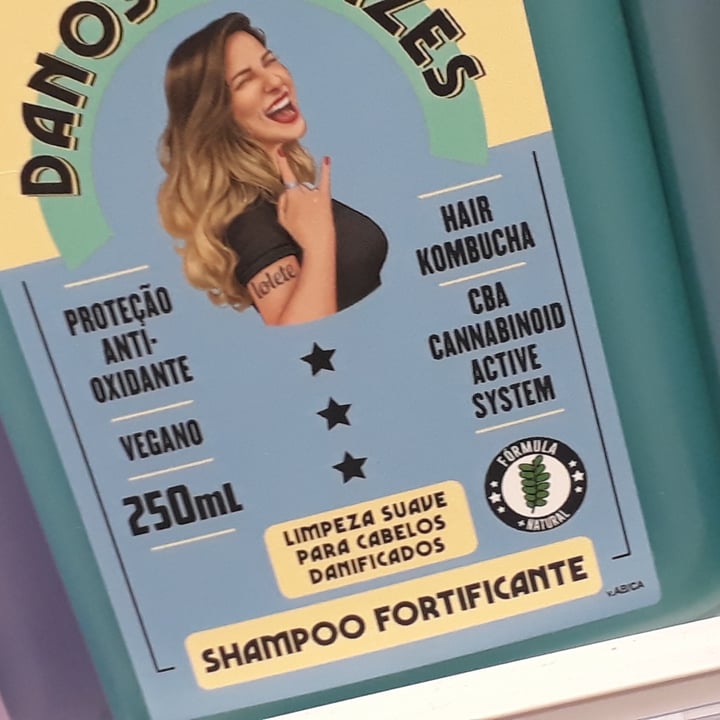 DANOS
lolete
PROTEÇÃO
ANTI-
OXIDANTE
VEGANO
250mL
HAIR
KOMBUCHA
CBA
CANNABINOID
ACTIVE
SYSTEM
FÓRMULA
+NATURAL
LIMPEZA SUAVE
PARA CABELOS
DANIFICADOS
SHAMPOO FORTIFICANTE